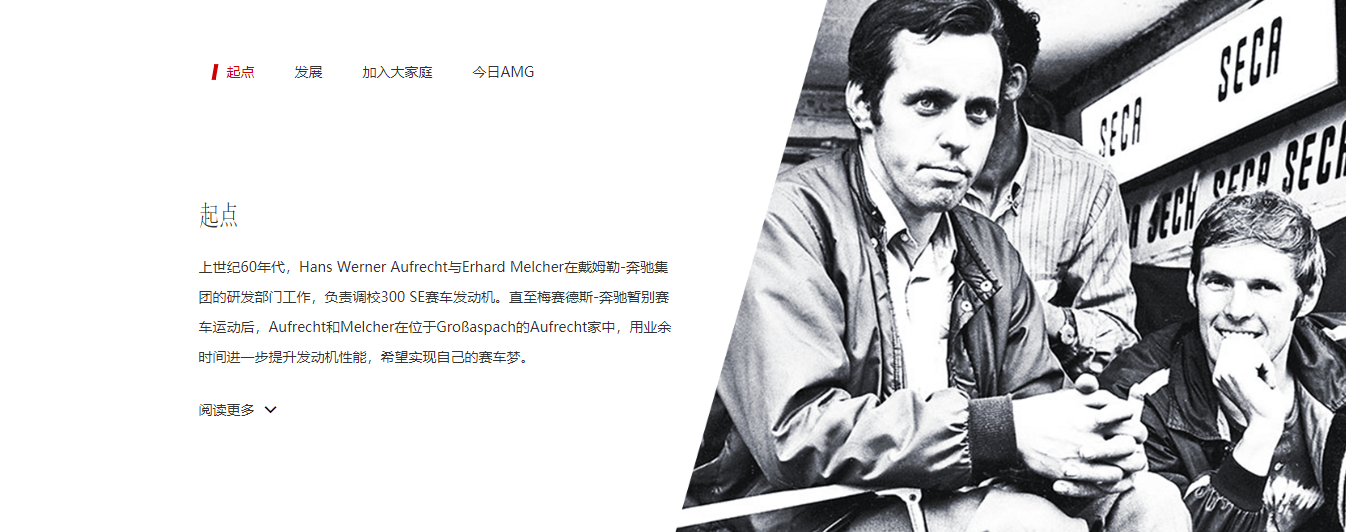 起点 发展 加入大家庭 今日AMG
起点
上世纪60年代，Hans Werner Aufrecht与Erhard Melcher在戴姆勒-奔驰集
团的研发部门工作，负责调校300 SE赛车发动机。直至梅赛德斯-奔驰暂别赛
车运动后，Aufrecht和Melcher在位于Großaspach的Aufrecht家中，用业余
时间进一步提升发动机性能，希望实现自己的赛车梦。
阅读更多
SECA
SECA
SECA SECA SECA